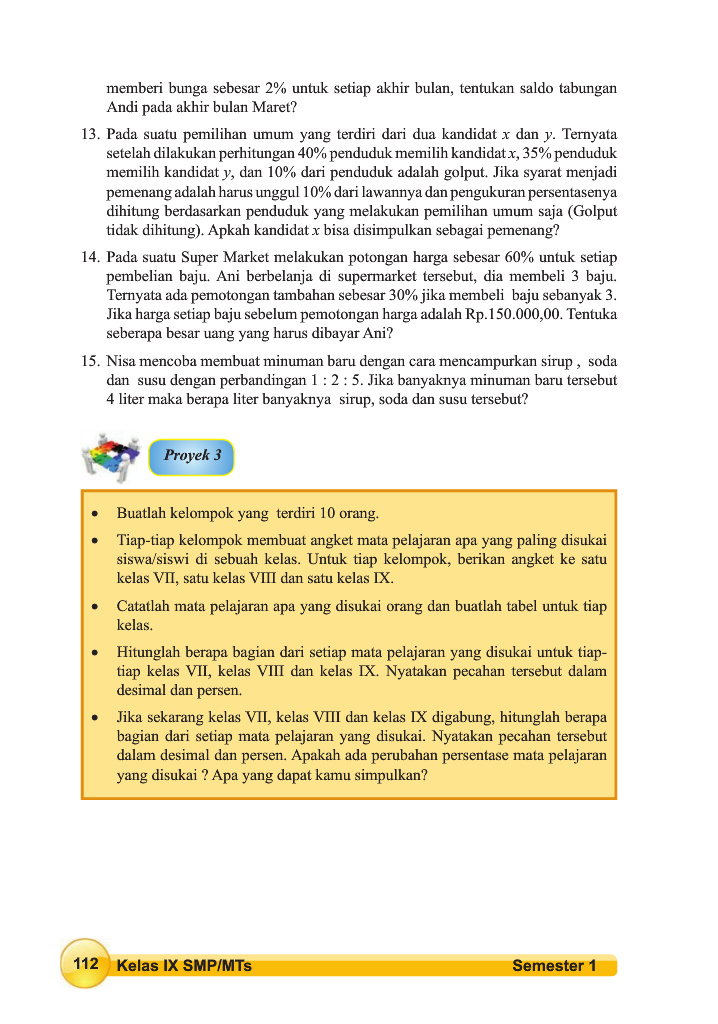 memberi bunga sebesar 2% untuk setiap akhir bulan, tentukan saldo tabungan
Andi pada akhir bulan Maret?
13. Pada suatu pemilihan umum yang terdiri dari dua kandidat x dan y. Ternyata
setelah dilakukan perhitungan 40% penduduk memilih kandidat x, 35% penduduk
memilih kandidat y, dan 10% dari penduduk adalah golput. Jika syarat menjadi
pemenang adalah harus unggul 10% dari lawannya dan pengukuran persentasenya
dihitung berdasarkan penduduk yang melakukan pemilihan umum saja (Golput
tidak dihitung). Apkah kandidat x bisa disimpulkan sebagai pemenang?
14. Pada suatu Super Market melakukan potongan harga sebesar 60% untuk setiap
pembelian baju. Ani berbelanja di supermarket tersebut, dia membeli 3 baju.
Ternyata ada pemotongan tambahan sebesar 30% jika membeli baju sebanyak 3.
Jika harga setiap baju sebelum pemotongan harga adalah Rp.150.000,00. Tentuka
seberapa besar uang yang harus dibayar Ani?
15. Nisa mencoba membuat minuman baru dengan cara mencampurkan sirup , soda
dan susu dengan perbandingan 1 : 2 : 5. Jika banyaknya minuman baru tersebut
4 liter maka berapa liter banyaknya sirup, soda dan susu tersebut?
Proyek 3
• Buatlah kelompok yang terdiri 10 orang.
• Tiap-tiap kelompok membuat angket mata pelajaran apa yang paling disukai
siswa/siswi di sebuah kelas. Untuk tiap kelompok, berikan angket ke satu
kelas VII, satu kelas VIII dan satu kelas IX.
• Catatlah mata pelajaran apa yang disukai orang dan buatlah tabel untuk tiap
kelas.
• Hitunglah berapa bagian dari setiap mata pelajaran yang disukai untuk tiap-
tiap kelas VII, kelas VIII dan kelas IX. Nyatakan pecahan tersebut dalam
desimal dan persen.
• Jika sekarang kelas VII, kelas VIII dan kelas IX digabung, hitunglah berapa
bagian dari setiap mata pelajaran yang disukai. Nyatakan pecahan tersebut
dalam desimal dan persen. Apakah ada perubahan persentase mata pelajaran
yang disukai ? Apa yang dapat kamu simpulkan?
112 Kelas IX SMP/MTs Semester 1